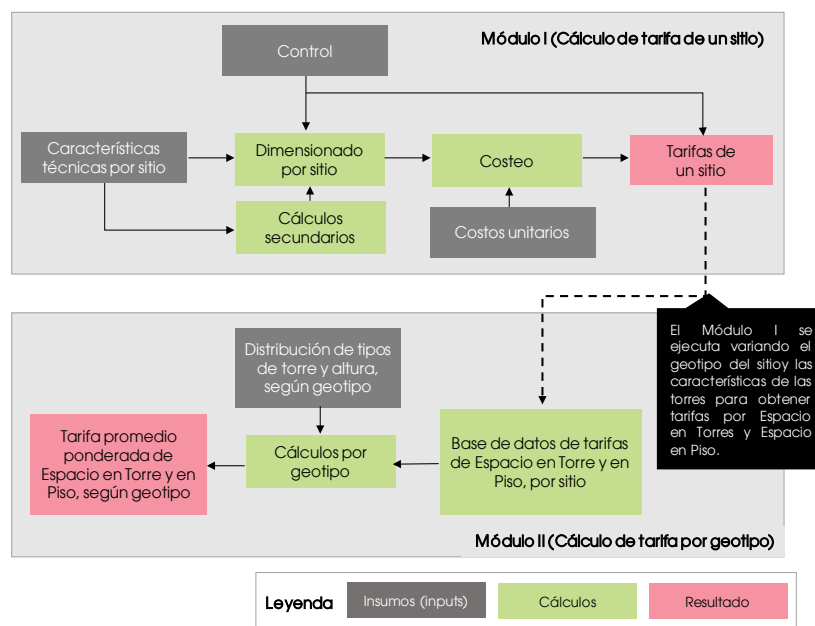 Módulo I (Cálculo de tarifa de un sitio)
Control
Características
técnicas por sitio
Dimensionado
por sitio
Costeo
Tarifas de
un sitio
Cálculos
secundarios
Costos unitarios
El Módulo I se
ejecuta variando el
geotipo del sitioy las
características de las
torres para obtener
tarifas por Espacio
en Torres y Espacio
en Piso.
Distribución de tipos
de torre y altura,
según geotipo
Tarifa promedio
ponderada de
Espacio en Torre y en
Piso, según geotipo
Cálculos por
geotipo
Base de datos de tarifas
de Espacio en Torre y en
Piso, por sitio
Módulo II (Cálculo de tarifa por geotipo)
Leyenda
Insumos (inputs)
Cálculos
Resultado